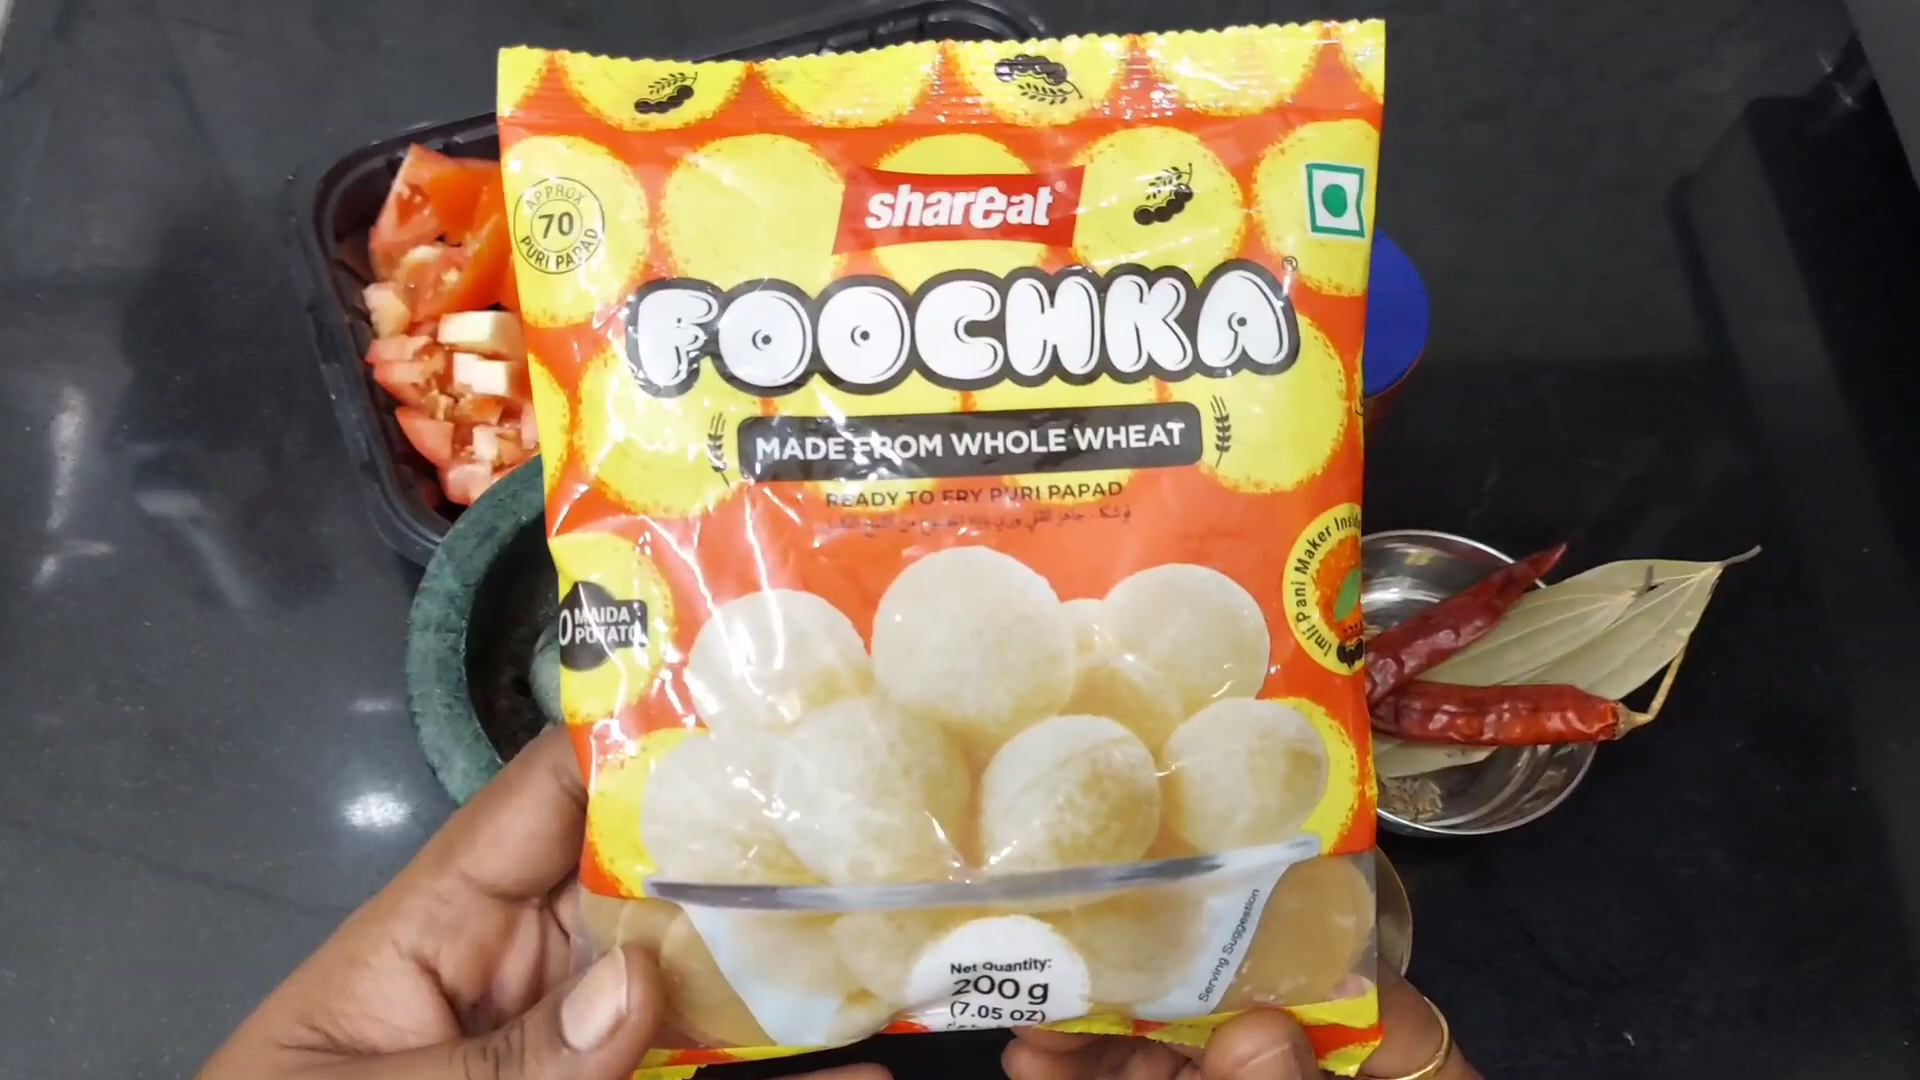 APPROX
70
PURI PAPAD
shareat
FOOCHKA
MADE FROM WHOLE WHEAT
READY TO FRY PURI PAPAD
Imli Pani Maker Inside
0 MAIDA
POTATO
Serving Suggestion
Net Quantity:
200 g
(7.05 OZ)